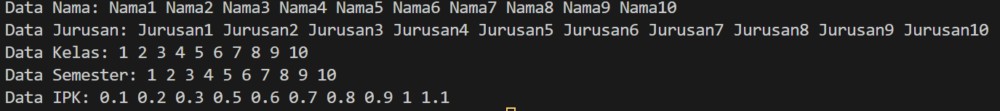 Data Nama: Nama1 Nama2 Nama3 Nama4 Nama5 Nama6 Nama7 Nama8 Nama9 Nama10
Data Jurusan: Jurusan1 Jurusan2 Jurusan3 Jurusan4 Jurusan5 Jurusan6 Jurusan7 Jurusan8 Jurusan9 Jurusan10
Data Kelas: 1 2 3 4 5 6 7 8 9 10
Data Semester: 1 2 3 4 5 6 7 8 9 10
Data IPK: 0.1 0.2 0.3 0.5 0.6 0.7 0.8 0.9 1 1.1